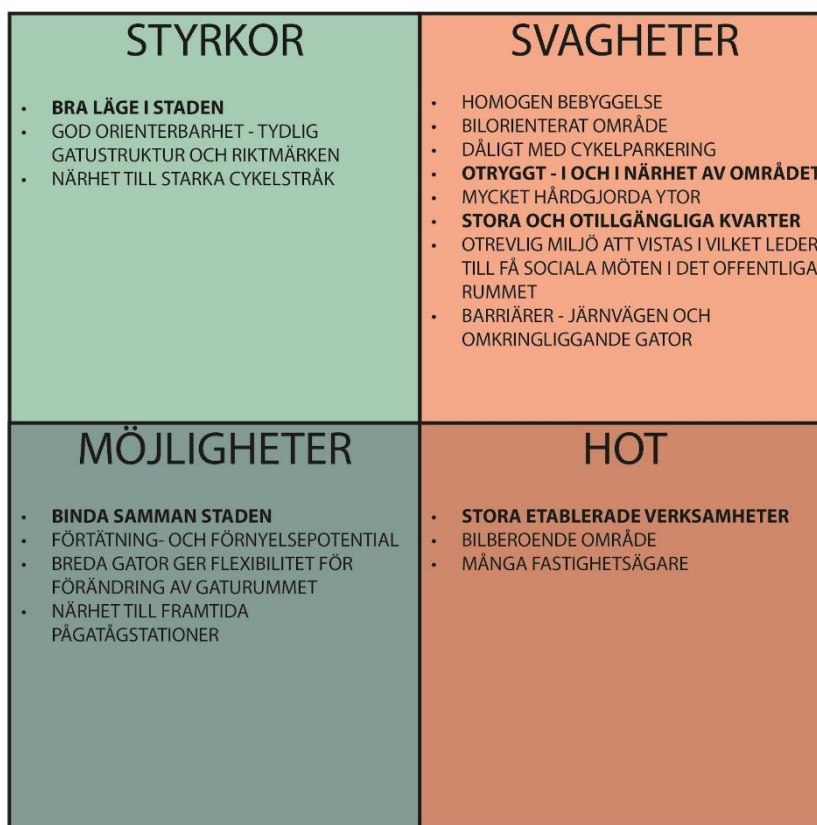 STYRKOR
• BRA LÄGE I STADEN
• GOD ORIENTERBARHET - TYDLIG
GATUSTRUKTUR OCH RIKTMÄRKEN
• NÄRHET TILL STARKA CYKELSTRÅK
SVAGHETER
• HOMOGEN BEBYGGELSE
• BILORIENTERAT OMRÅDE
• DÅLIGT MED CYKELPARKERING
• OTRYGGT - I OCH I NÄRHET AV OMRÅDET
• MYCKET HÅRDGJORDA YTOR
• STORA OCH OTILLGÄNGLIGA KVARTER
• OTREVLIG MILJÖ ATT VISTAS I VILKET LEDER
TILL FÅ SOCIALA MÖTEN I DET OFFENTLIGA
RUMMET
• BARRIÄRER - JÄRNVÄGEN OCH
OMKRINGLIGGANDE GATOR
MÖJLIGHETER
• BINDA SAMMAN STADEN
• FÖRTÄTNING- OCH FÖRNYELSEPOTENTIAL
• BREDA GATOR GER FLEXIBILITET FÖR
FÖRÄNDRING AV GATURUMMET
• NÄRHET TILL FRAMTIDA
PÅGATÅGSTATIONER
HOT
• STORA ETABLERADE VERKSAMHETER
• BILBEROENDE OMRÅDE
• MÅNGA FASTIGHETSÄGARE